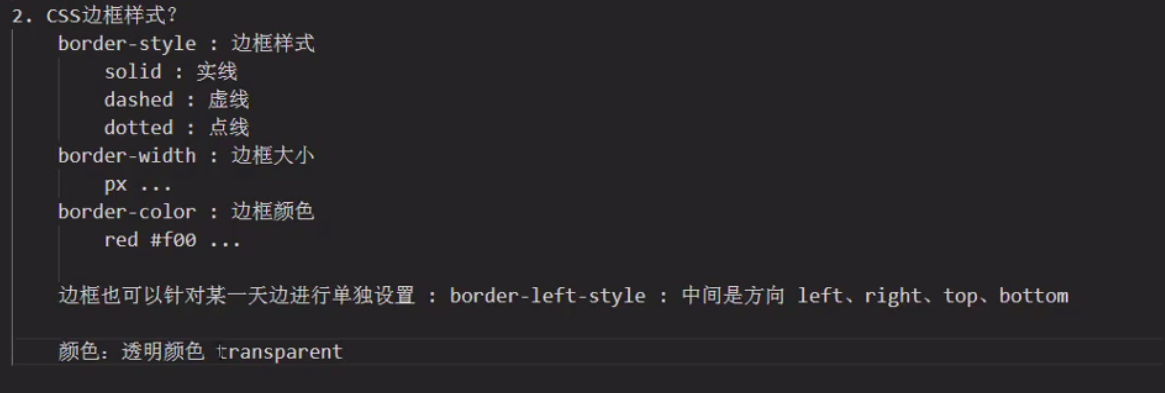 2. CSS边框样式?
border-style : 边框样式
solid : 实线
dashed : 虚线
dotted : 点线
border-width : 边框大小
px ...
border-color : 边框颜色
red #f00 ...
边框也可以针对某一天边进行单独设置 : border-left-style : 中间是方向 left、right、top、bottom
颜色: 透明颜色 transparent